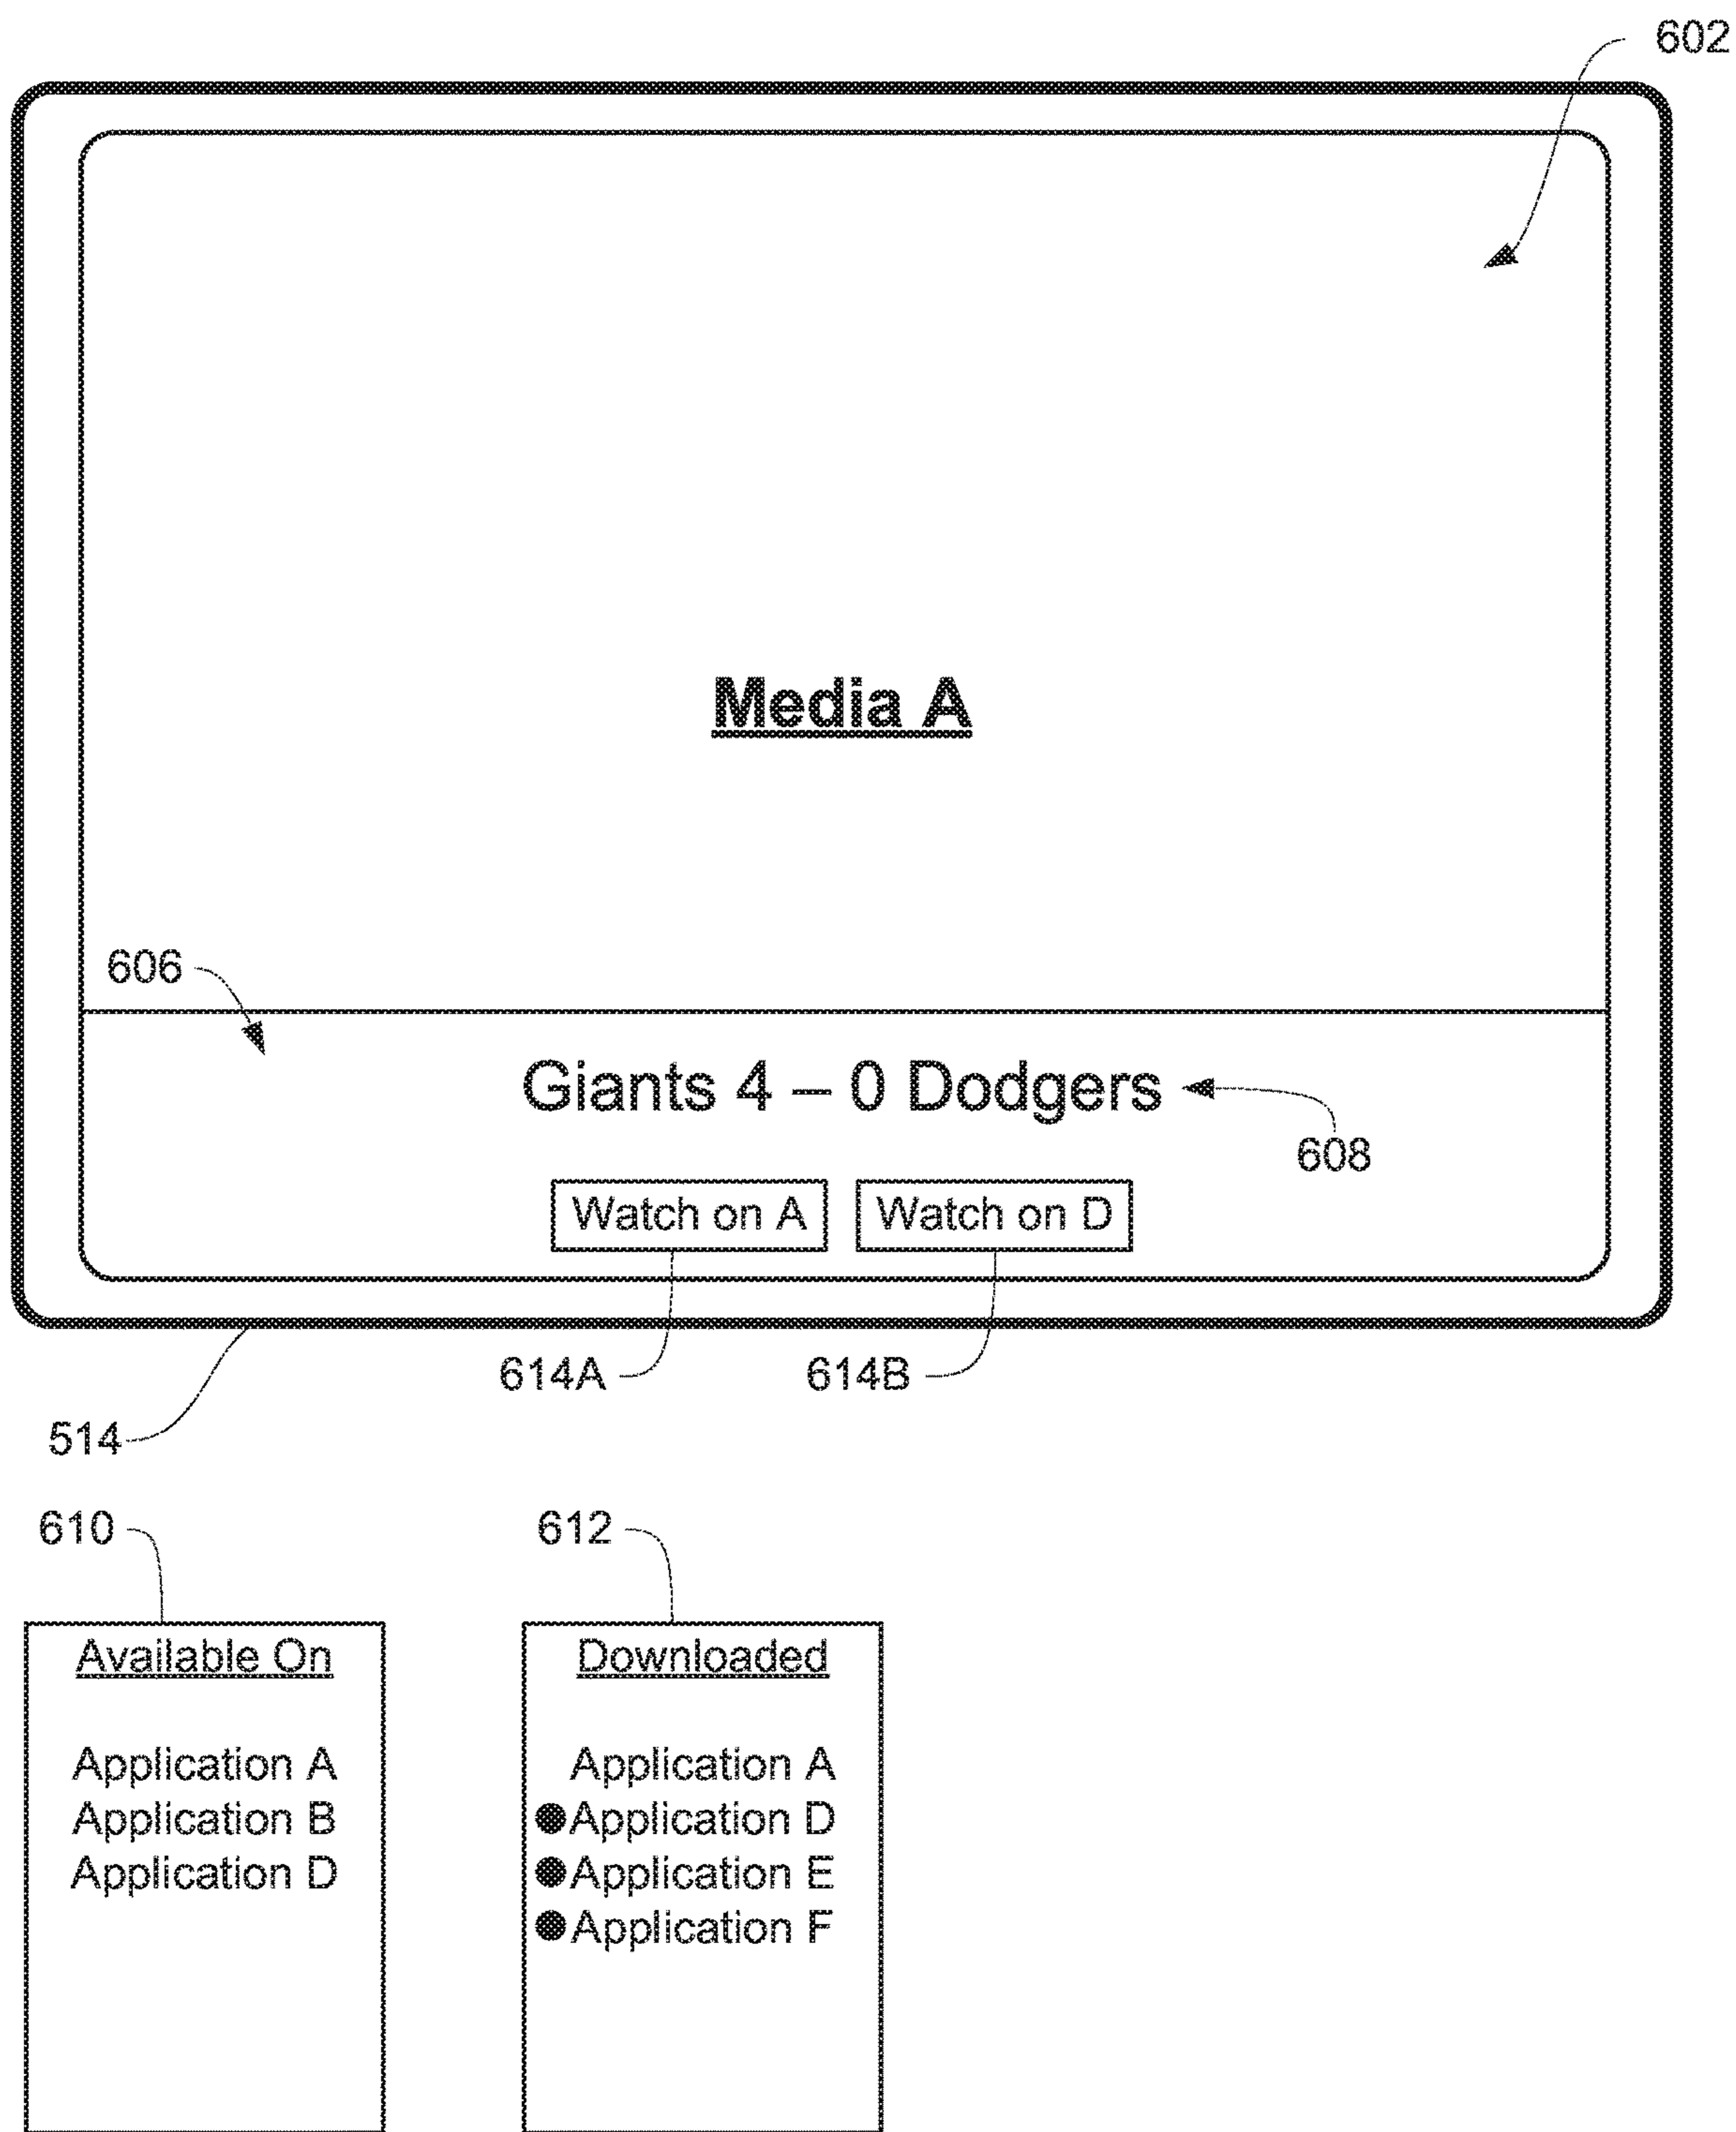 602
Media A
606
Giants 4 – 0 Dodgers
608
Watch on A
Watch on D
614A
614B
514
610
612
Available On
Application A
Application B
Application D
Downloaded
Application A
●Application D
●Application E
●Application F